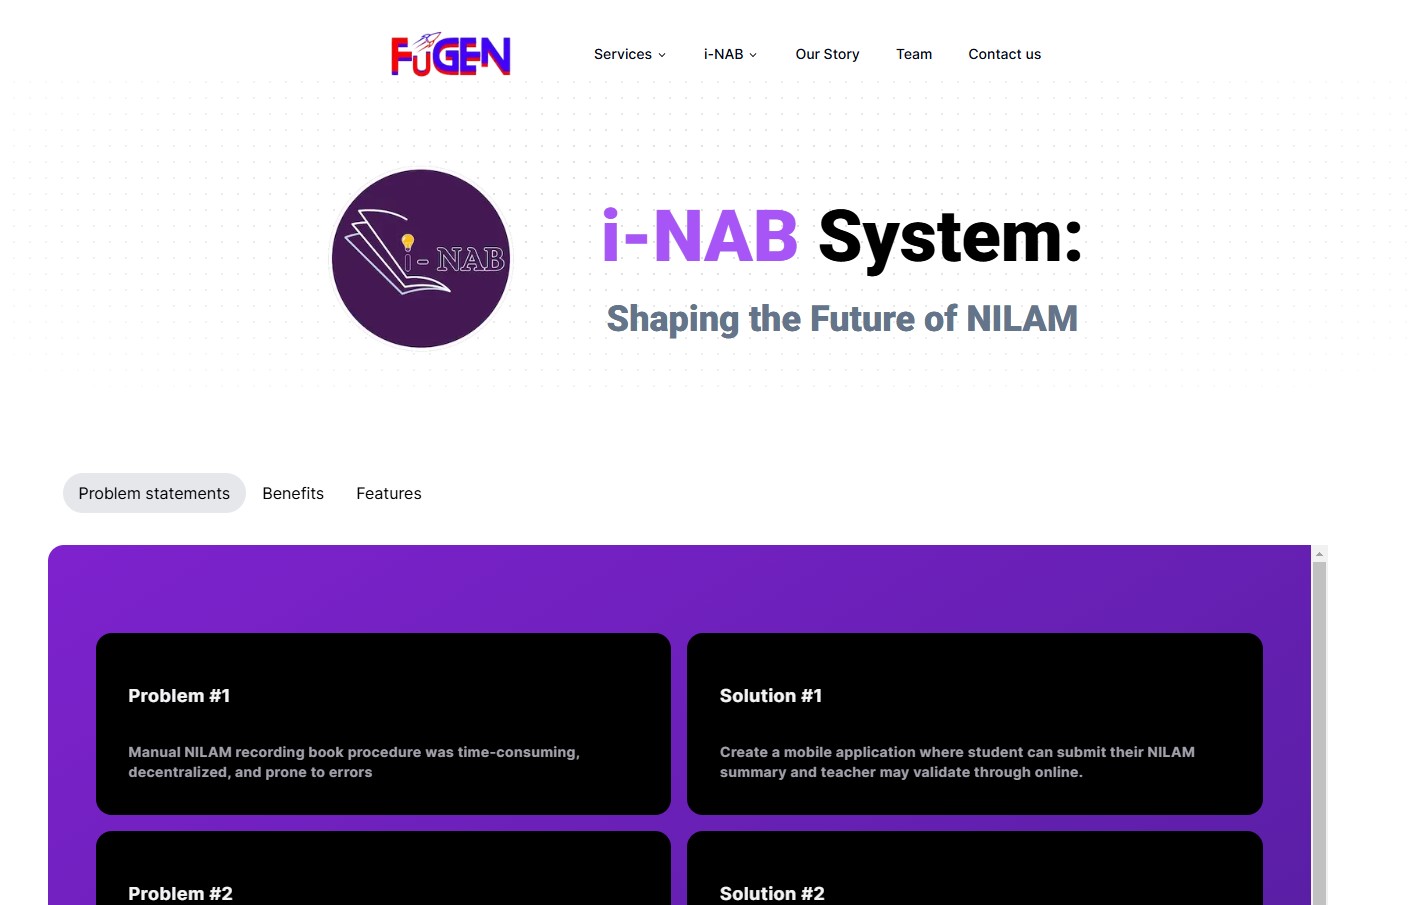 FuGEN
Services
i-NAB
Our Story
Team
Contact us
i - NAB
i-NAB System:
Shaping the Future of NILAM
Problem statements
Benefits
Features
Problem #1
Manual NILAM recording book procedure was time-consuming,
decentralized, and prone to errors
Solution #1
Create a mobile application where student can submit their NILAM
summary and teacher may validate through online.
Problem #2
Solution #2